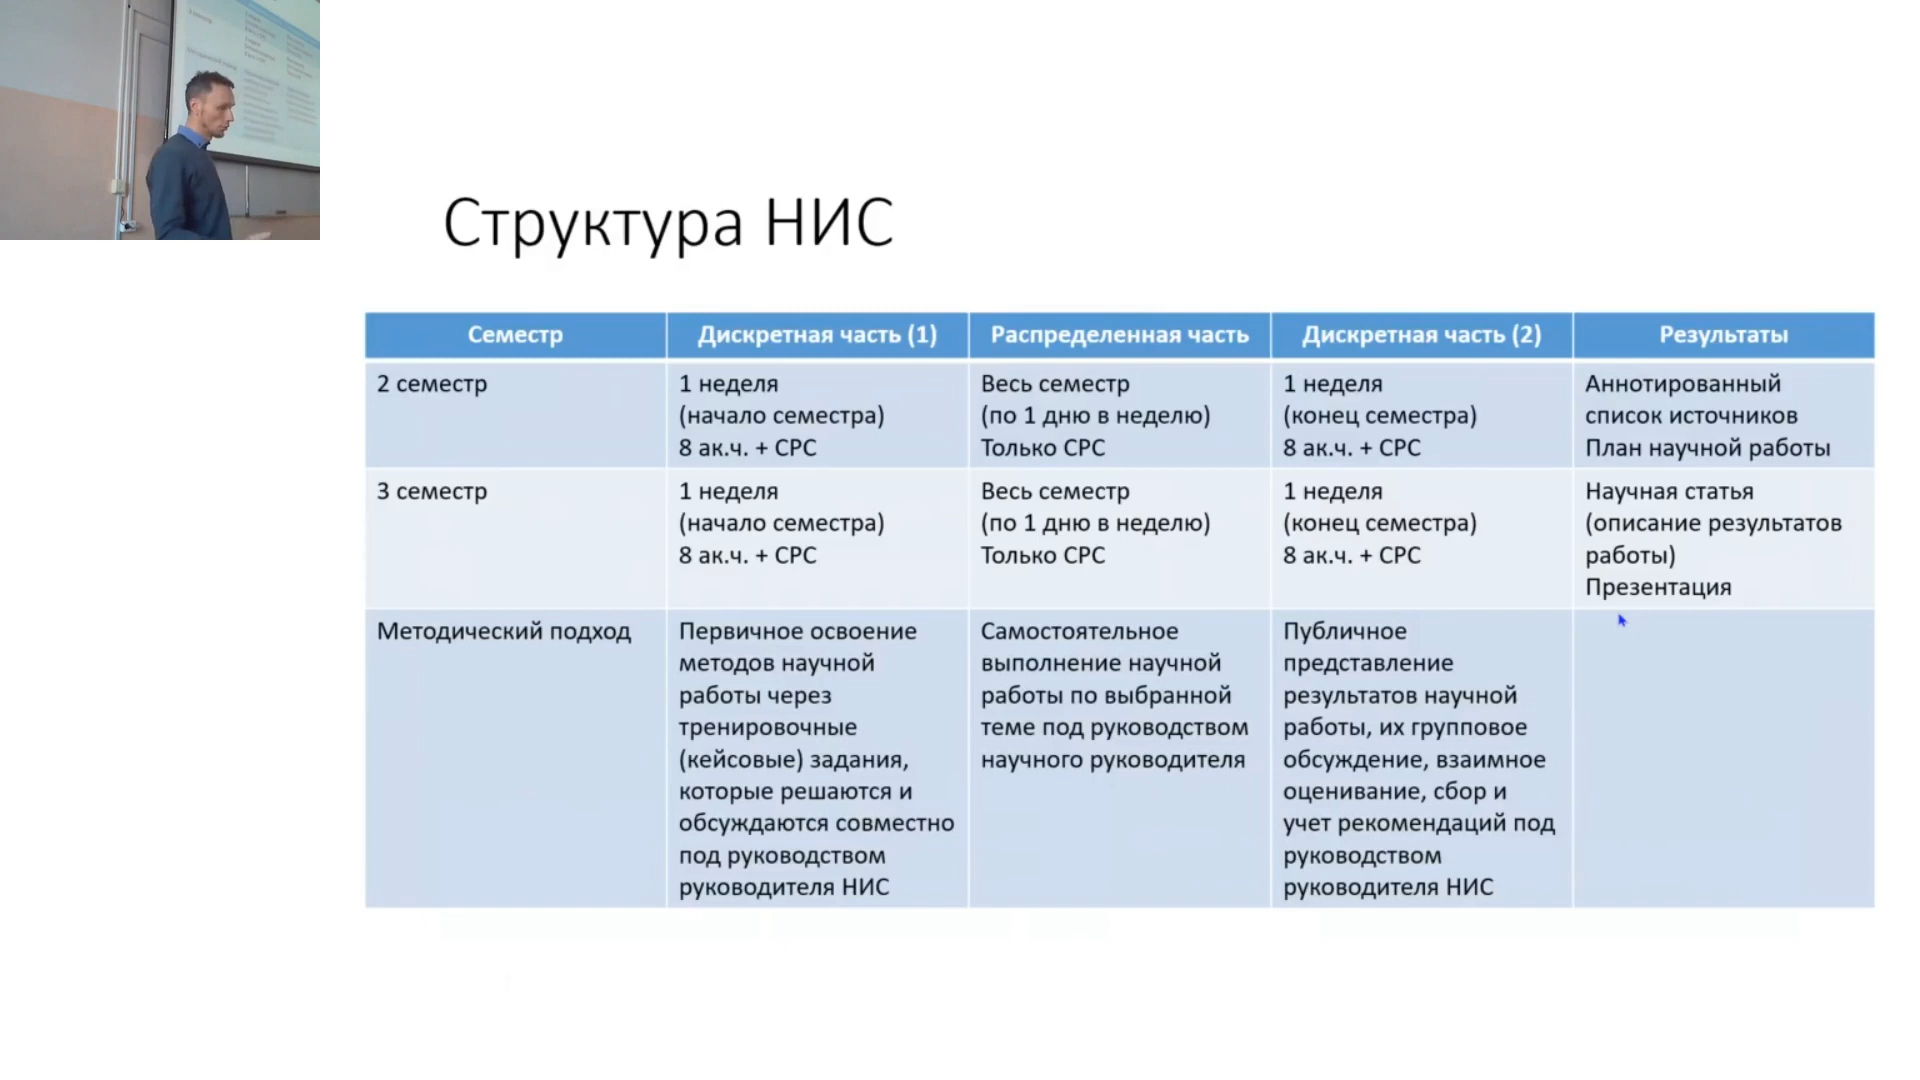 Структура НИС
Семестр
Дискретная часть (1)
Распределенная часть
Дискретная часть (2)
Результаты
2 семестр
1 неделя
(начало семестра)
8 ак.ч. + СРС
Весь семестр
(по 1 дню в неделю)
Только СРС
1 неделя
(конец семестра)
8 ак.ч. + СРС
Аннотированный
список источников
План научной работы
3 семестр
1 неделя
(начало семестра)
8 ак.ч. + СРС
Весь семестр
(по 1 дню в неделю)
Только СРС
1 неделя
(конец семестра)
8 ак.ч. + СРС
Научная статья
(описание результатов
работы)
Презентация
Методический подход
Первичное освоение
методов научной
работы через
тренировочные
(кейсовые) задания,
которые решаются и
обсуждаются совместно
под руководством
руководителя НИС
Самостоятельное
выполнение научной
работы по выбранной
теме под руководством
научного руководителя
Публичное
представление
результатов научной
работы, их групповое
обсуждение, взаимное
оценивание, сбор и
учет рекомендаций под
руководством
руководителя НИС